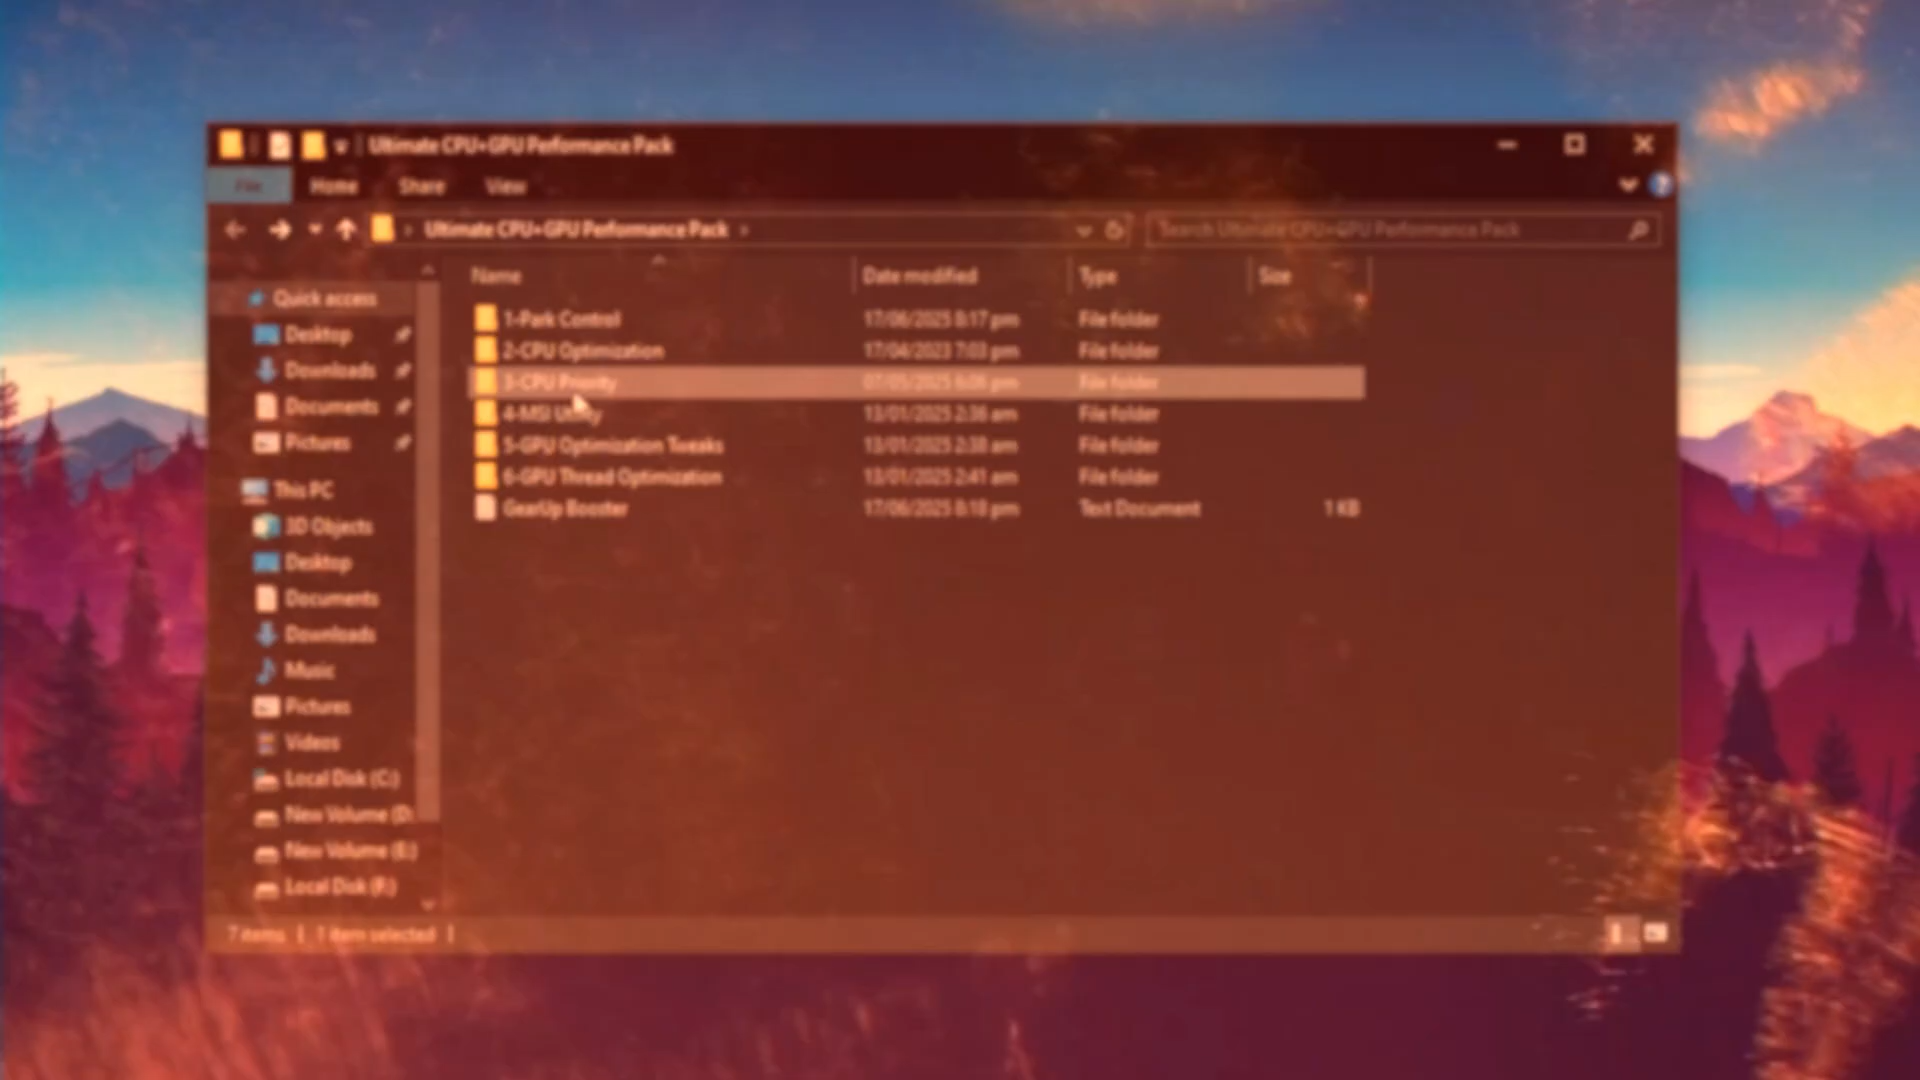 Ultimate CPU+GPU Performance Pack
File Home Share View
Ultimate CPU+GPU Performance Pack
Search Ultimate CPU+GPU Performance Pack
Name Date modified Type Size
Quick access
Desktop
Downloads
Documents
Pictures
This PC
3D Objects
Desktop
Documents
Downloads
Music
Pictures
Videos
Local Disk (C:)
New Volume (D:
New Volume (E:)
Local Disk (F:)
1-Park Control 17/06/2025 8:17 pm File folder
2-CPU Optimization 17/04/2023 7:03 pm File folder
3-CPU Priority 07/05/2025 6:06 pm File folder
4-MSI Utility 13/01/2025 2:36 am File folder
5-GPU Optimization Tweaks 13/01/2025 2:38 am File folder
6-GPU Thread Optimization 13/01/2025 2:41 am File folder
GearUp Booster 17/06/2025 8:18 pm Text Document 1 KB
7 items 1 item selected